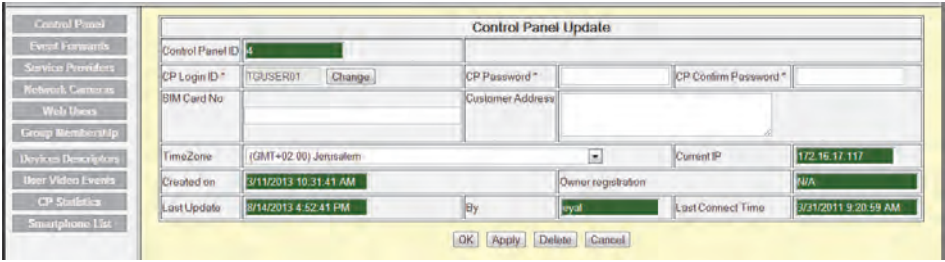 Control Panel
Event Forwards
Service Providers
Network Cameras
Web Users
Group Membership
Devices Descriptors
User Video Events
CP Statistics
Smartphone List
Control Panel Update
Control Panel ID 4
CP Login ID * TGUSER01 Change CP Password * CP Confirm Password *
SIM Card No Customer Address
TimeZone (GMT+02:00) Jerusalem Current IP 172.16.17.117
Created on 3/11/2013 10:31:41 AM Owner registration N/A
Last Update 8/14/2013 4:52:41 PM By eyal Last Connect Time 3/31/2011 9:20:59 AM
OK Apply Delete Cancel